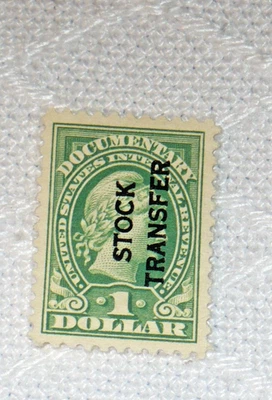 DOCUMENTARY
UNITED STATES INTERNAL REVENUE
STOCK
TRANSFER
· 1 ·
DOLLAR